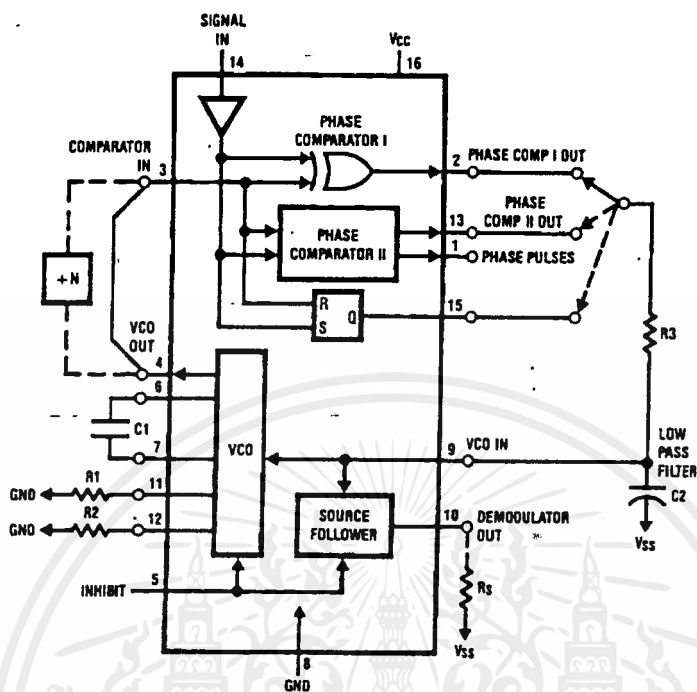 SIGNAL
IN
14
Vcc
16
PHASE
COMPARATOR I
COMPARATOR
IN
3
2
PHASE COMP I OUT
PHASE
COMP II OUT
13
PHASE
COMPARATOR II
1
PHASE PULSES
+N
R
S
Q
15
R3
VCO
OUT
4
6
C1
7
VCO
9
VCO IN
LOW
PASS
FILTER
C2
VSS
R1
GND
11
R2
GND
12
SOURCE
FOLLOWER
10
DEMODULATOR
OUT
RS
VSS
5
INHIBIT
8
GND